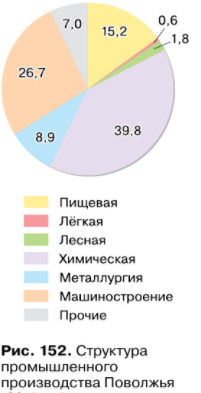 7,0
15,2
0,6
1,8
26,7
39,8
8,9
Пищевая
Лёгкая
Лесная
Химическая
Металлургия
Машиностроение
Прочие
Рис. 152. Структура
промышленного
производства Поволжья